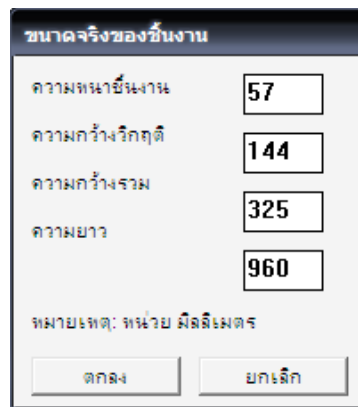 ขนาดจริงของชิ้นงาน
ความหนาชิ้นงาน 57
ความกว้างวิกฤติ 144
ความกว้างรวม 325
ความยาว 960
หมายเหตุ: หน่วย มิลลิเมตร
ตกลง ยกเลิก